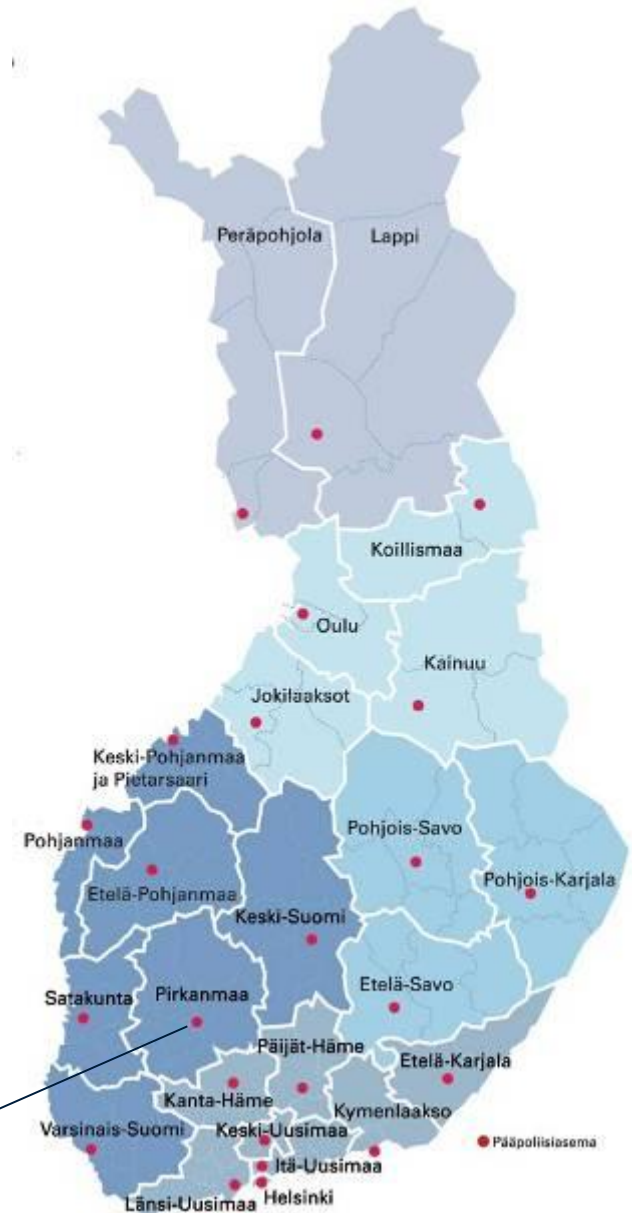 Peräpohjola
Lappi
Koillismaa
Oulu
Kainuu
Jokilaaksot
Keski-Pohjanmaa
ja Pietarsaari
Pohjanmaa
Pohjois-Savo
Etelä-Pohjanmaa
Pohjois-Karjala
Keski-Suomi
Satakunta
Pirkanmaa
Etelä-Savo
Päijät-Häme
Etelä-Karjala
Kanta-Häme
Kymenlaakso
Varsinais-Suomi
Keski-Uusimaa
Pääpoliisiasema
Itä-Uusimaa
Länsi-Uusimaa
Helsinki